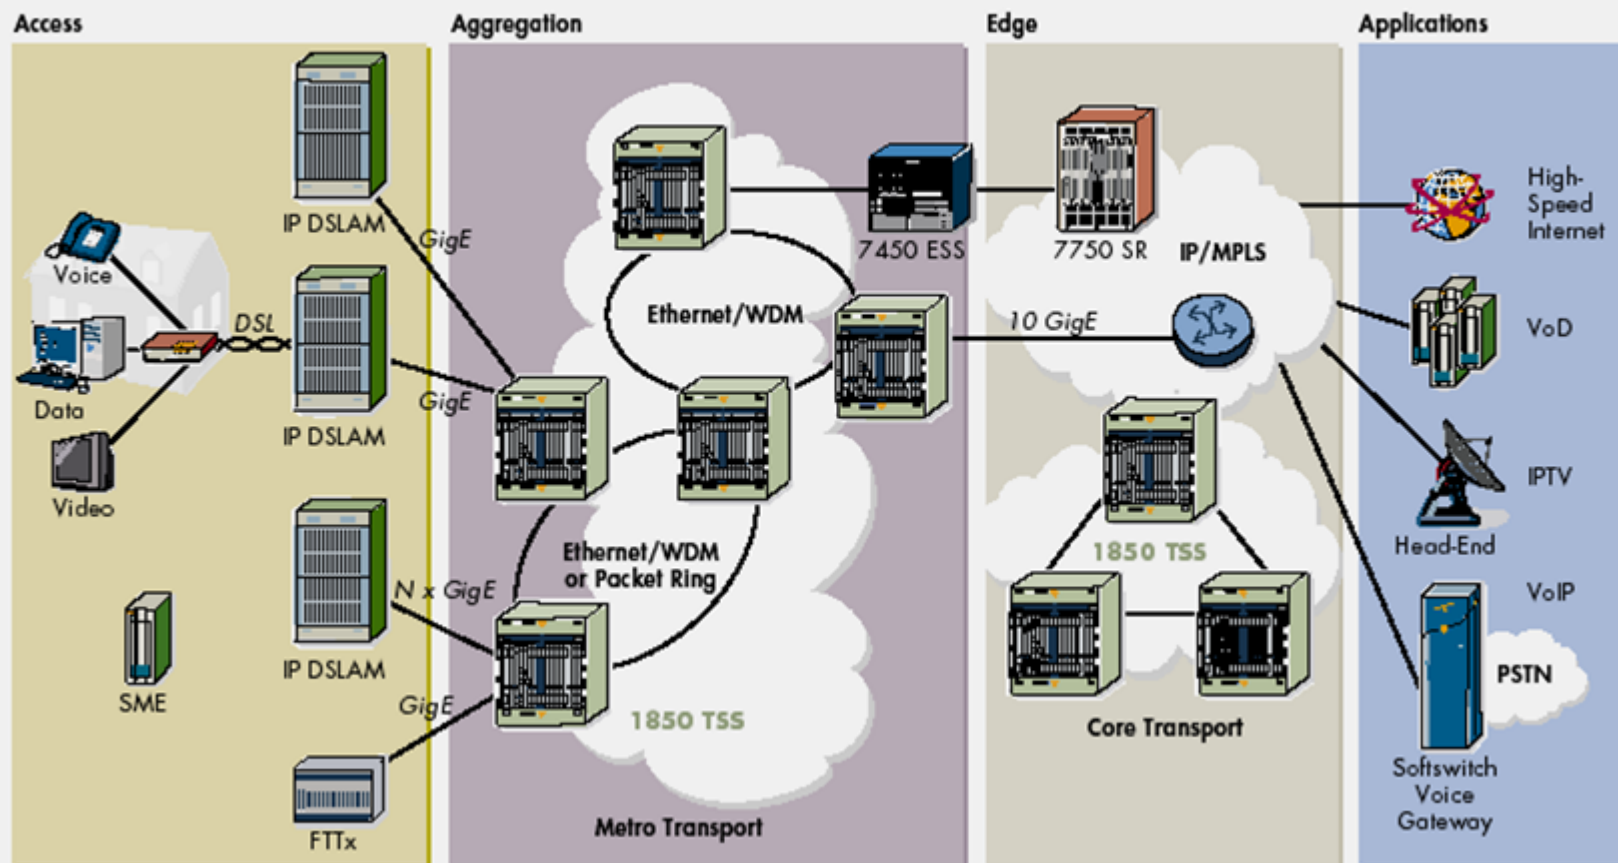 Access
Aggregation
Edge
Applications
IP DSLAM
GigE
Voice
DSL
Data
IP DSLAM
GigE
Video
IP DSLAM
N x GigE
SME
GigE
FTTx
Ethernet/WDM
7450 ESS
Ethernet/WDM
or Packet Ring
1850 TSS
Metro Transport
7750 SR
IP/MPLS
10 GigE
1850 TSS
Core Transport
High-
Speed
Internet
VoD
IPTV
Head-End
VoIP
PSTN
Softswitch
Voice
Gateway